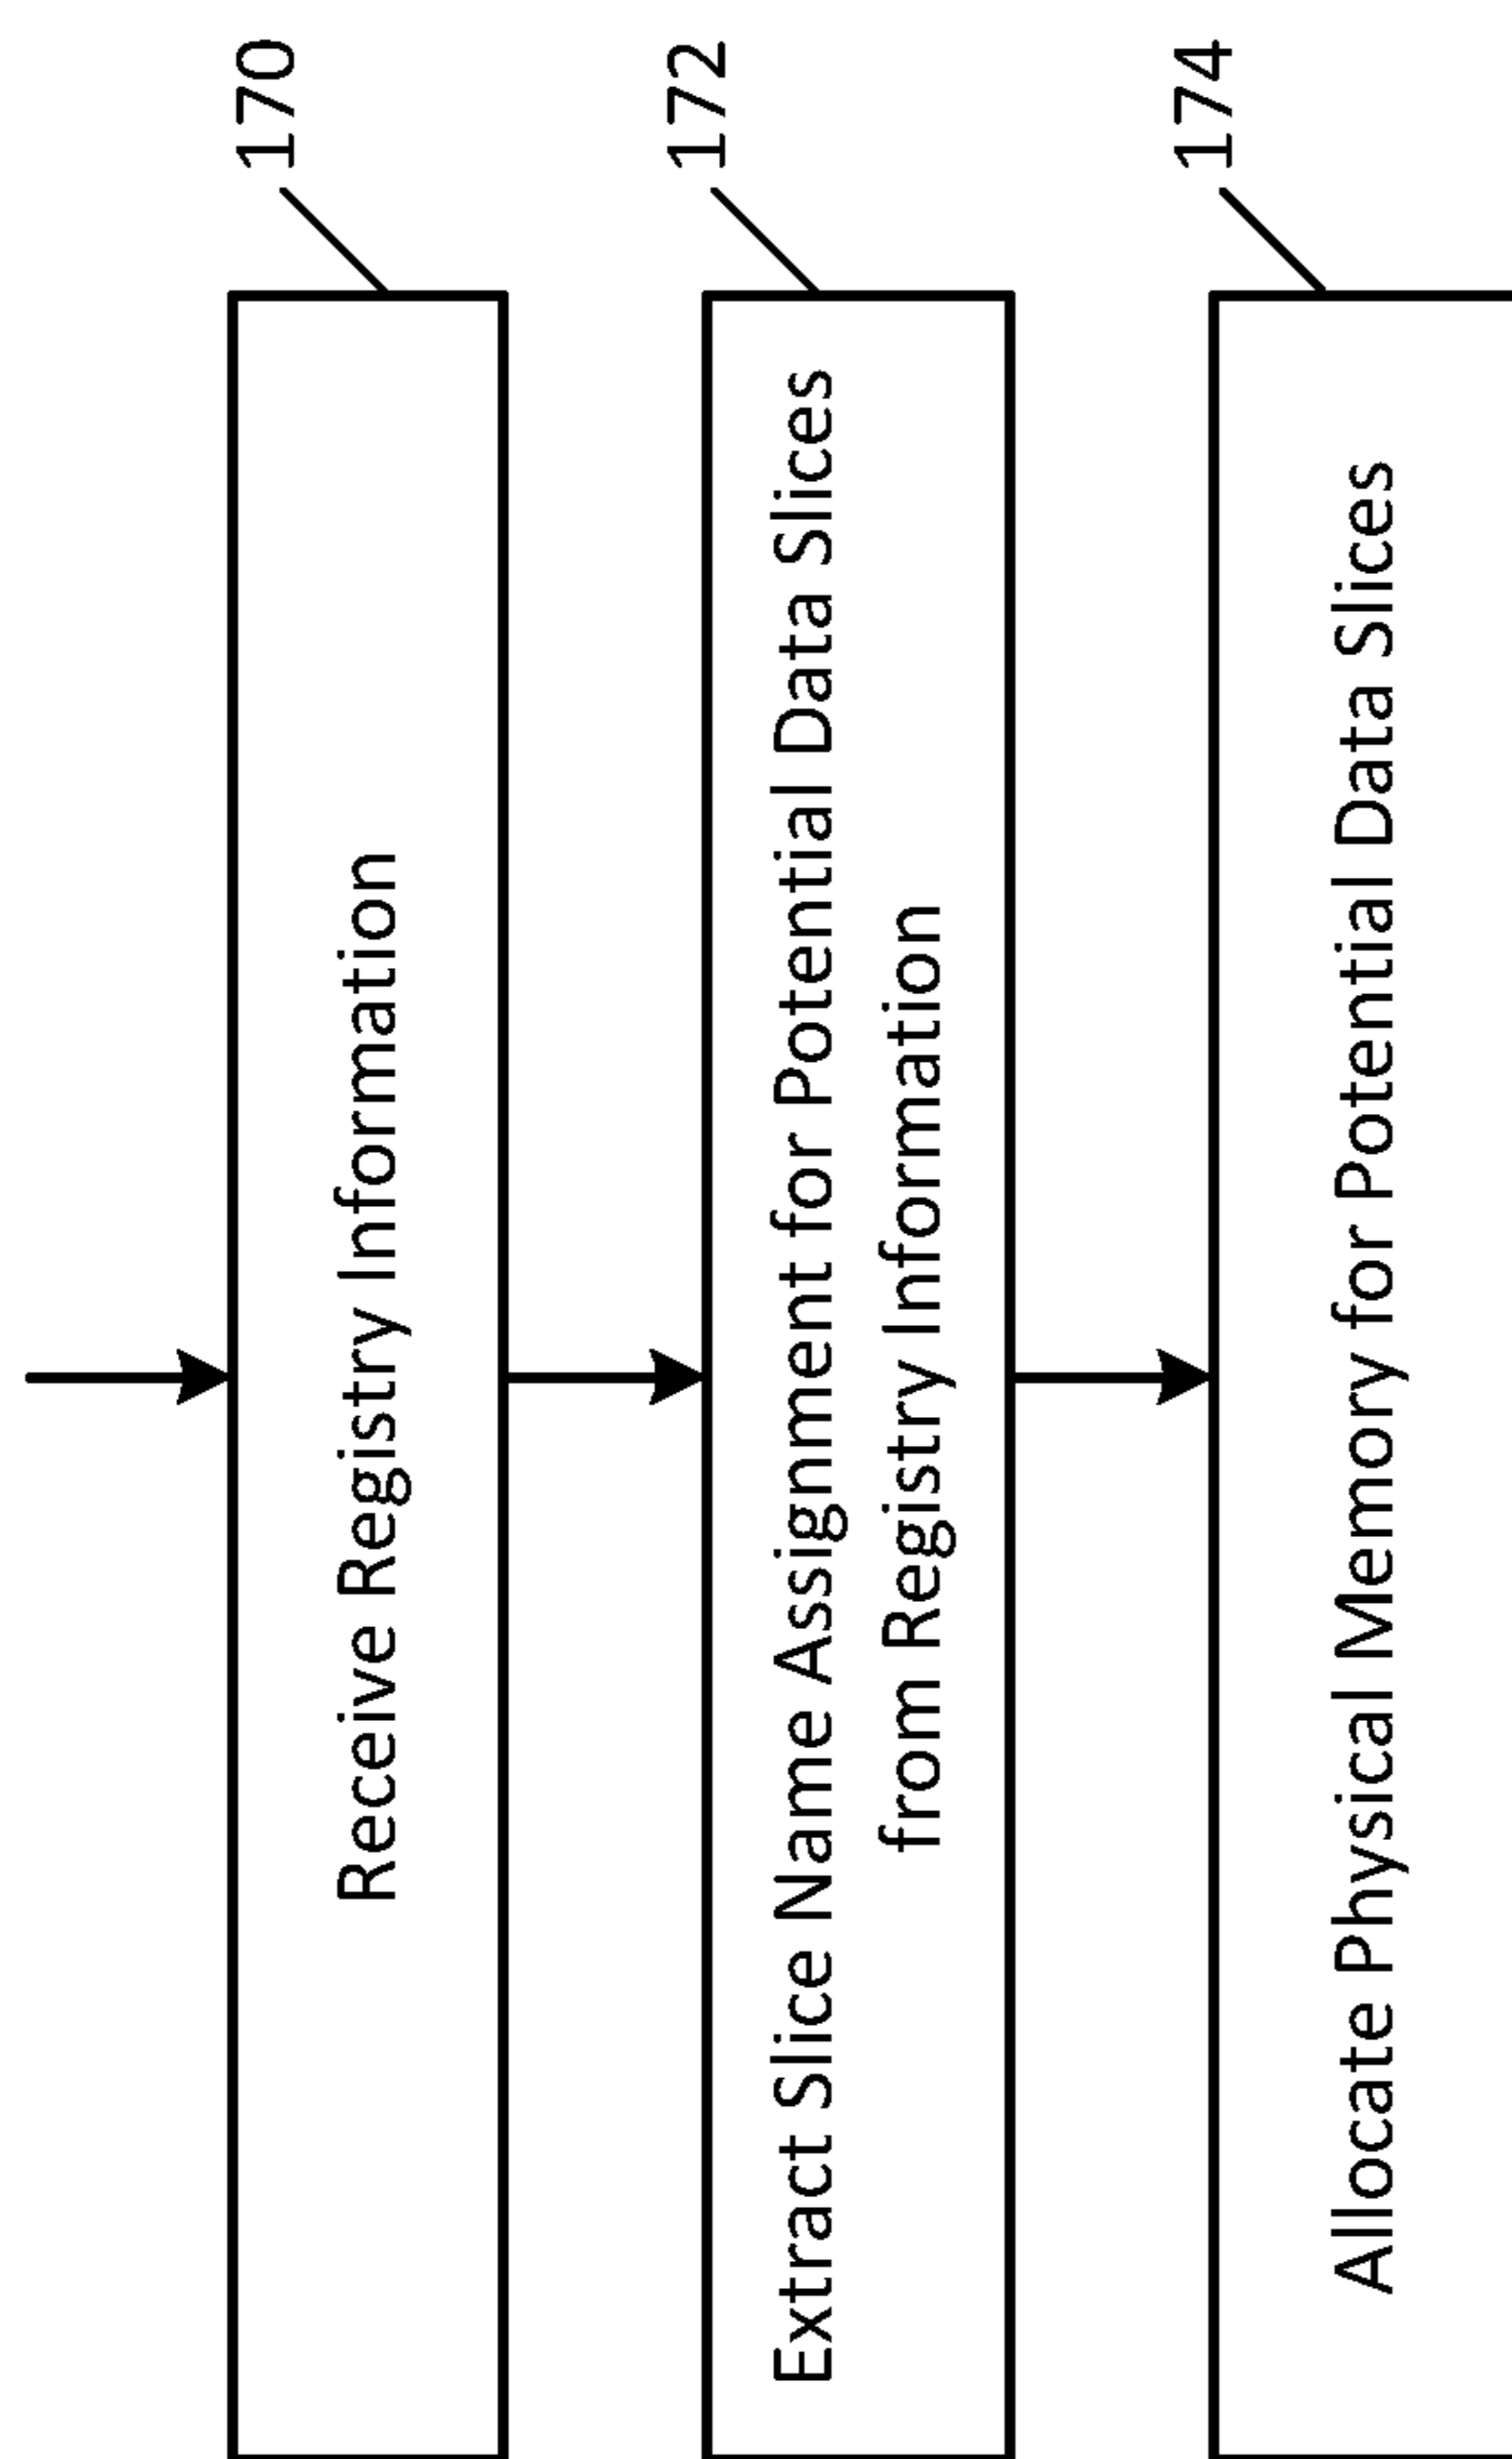 170
Receive Registry Information
172
Extract Slice Name Assignment for Potential Data Slices
from Registry Information
174
Allocate Physical Memory for Potential Data Slices